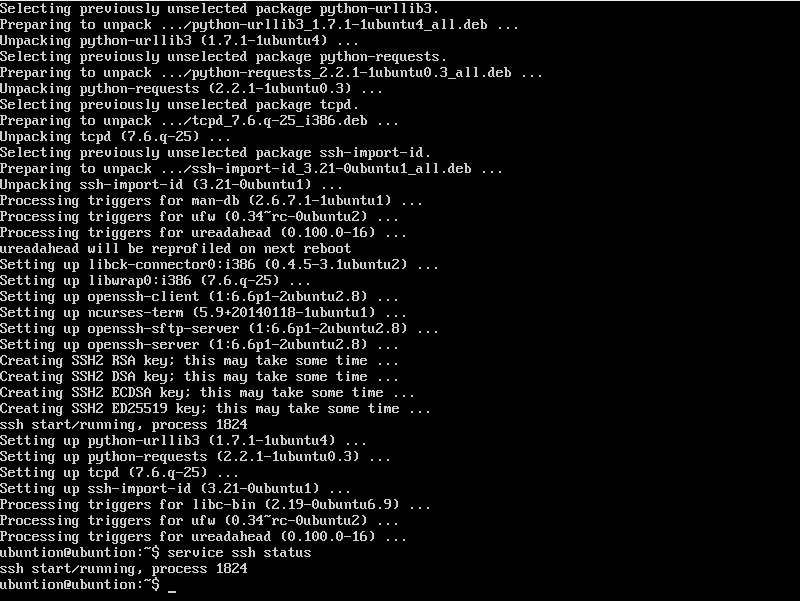 Selecting previously unselected package python-urllib3.
Preparing to unpack .../python-urllib3_1.7.1-1ubuntu4_all.deb ...
Unpacking python-urllib3 (1.7.1-1ubuntu4) ...
Selecting previously unselected package python-requests.
Preparing to unpack .../python-requests_2.2.1-1ubuntu0.3_all.deb ...
Unpacking python-requests (2.2.1-1ubuntu0.3) ...
Selecting previously unselected package tcpd.
Preparing to unpack .../tcpd_7.6.q-25_i386.deb ...
Unpacking tcpd (7.6.q-25) ...
Selecting previously unselected package ssh-import-id.
Preparing to unpack .../ssh-import-id_3.21-0ubuntu1_all.deb ...
Unpacking ssh-import-id (3.21-0ubuntu1) ...
Processing triggers for man-db (2.6.7.1-1ubuntu1) ...
Processing triggers for ufw (0.34~rc-0ubuntu2) ...
Processing triggers for ureadahead (0.100.0-16) ...
ureadahead will be reprofiled on next reboot
Setting up libck-connector0:i386 (0.4.5-3.1ubuntu2) ...
Setting up libwrap0:i386 (7.6.q-25) ...
Setting up openssh-client (1:6.6p1-2ubuntu2.8) ...
Setting up ncurses-term (5.9+20140118-1ubuntu1) ...
Setting up openssh-sftp-server (1:6.6p1-2ubuntu2.8) ...
Setting up openssh-server (1:6.6p1-2ubuntu2.8) ...
Creating SSH2 RSA key; this may take some time ...
Creating SSH2 DSA key; this may take some time ...
Creating SSH2 ECDSA key; this may take some time ...
Creating SSH2 ED25519 key; this may take some time ...
ssh start/running, process 1824
Setting up python-urllib3 (1.7.1-1ubuntu4) ...
Setting up python-requests (2.2.1-1ubuntu0.3) ...
Setting up tcpd (7.6.q-25) ...
Setting up ssh-import-id (3.21-0ubuntu1) ...
Processing triggers for libc-bin (2.19-0ubuntu6.9) ...
Processing triggers for ufw (0.34~rc-0ubuntu2) ...
Processing triggers for ureadahead (0.100.0-16) ...
ubuntion@ubuntion:~$ service ssh status
ssh start/running, process 1824
ubuntion@ubuntion:~$ _